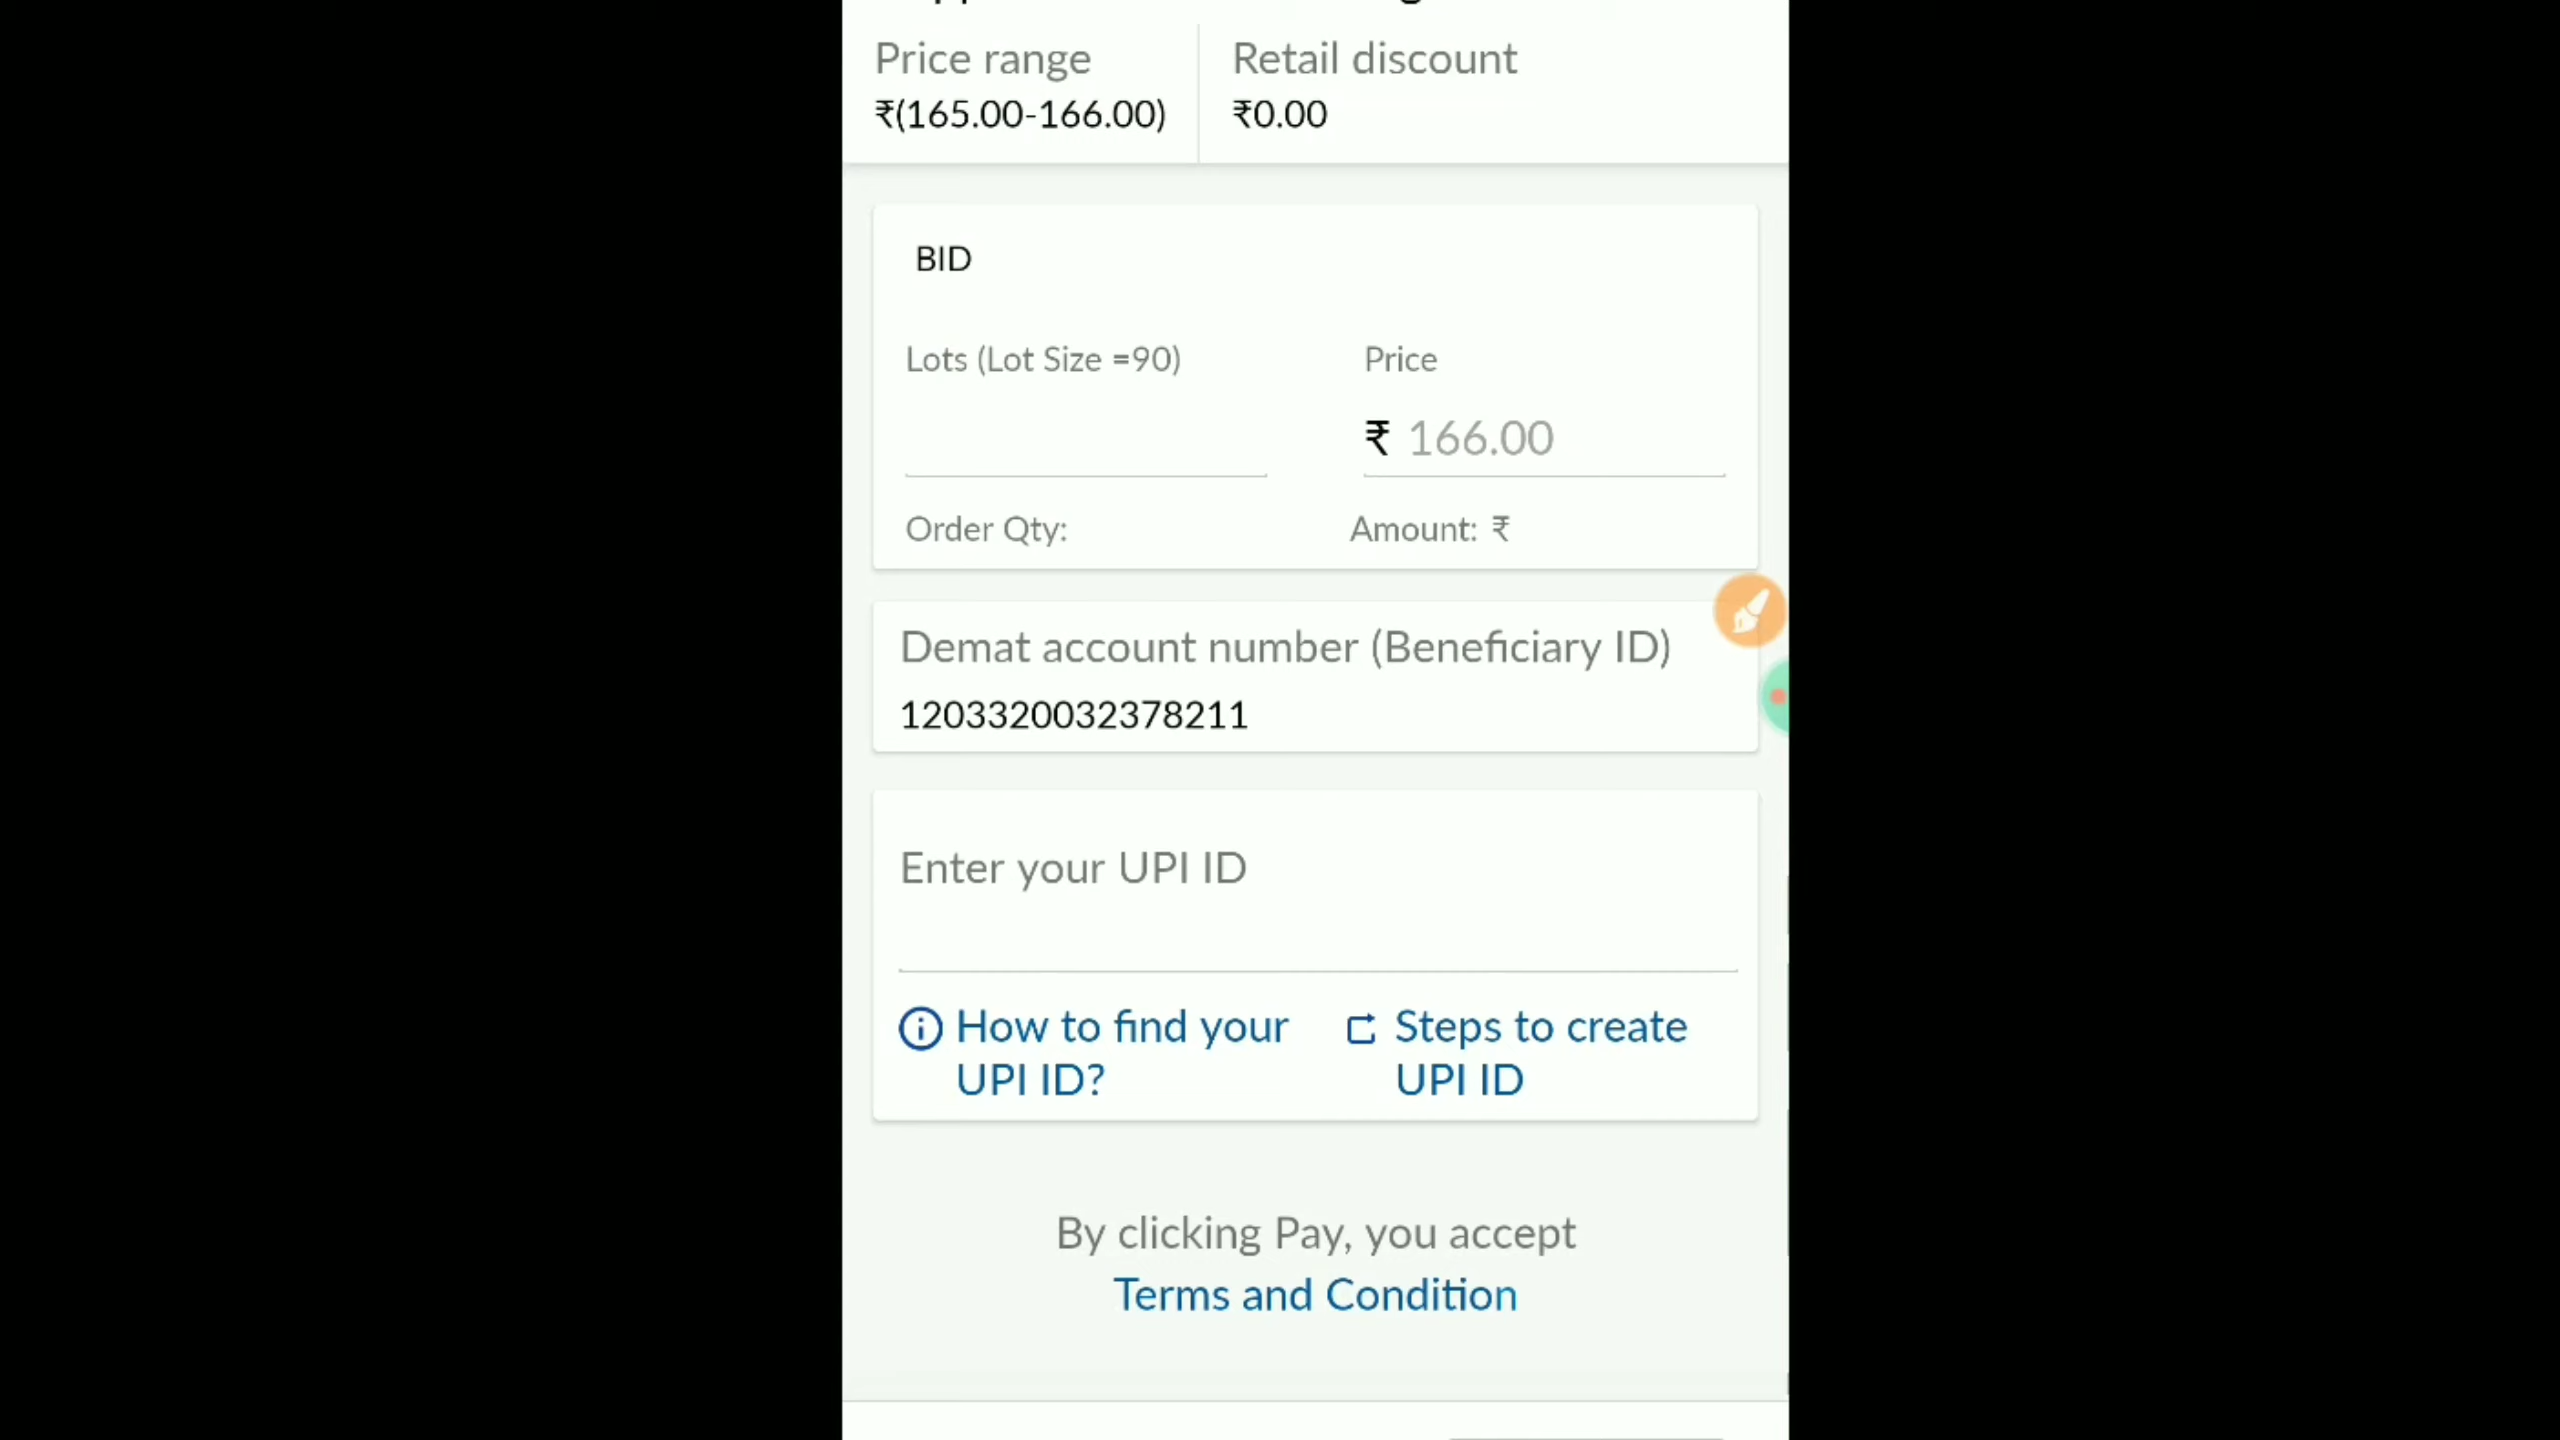 Price range
Retail discount
₹(165.00-166.00)
₹0.00
BID
Lots (Lot Size =90)
Price
₹ 166.00
Order Qty:
Amount: ₹
Demat account number (Beneficiary ID)
1203320032378211
Enter your UPI ID
How to find your
UPI ID?
Steps to create
UPI ID
By clicking Pay, you accept
Terms and Condition